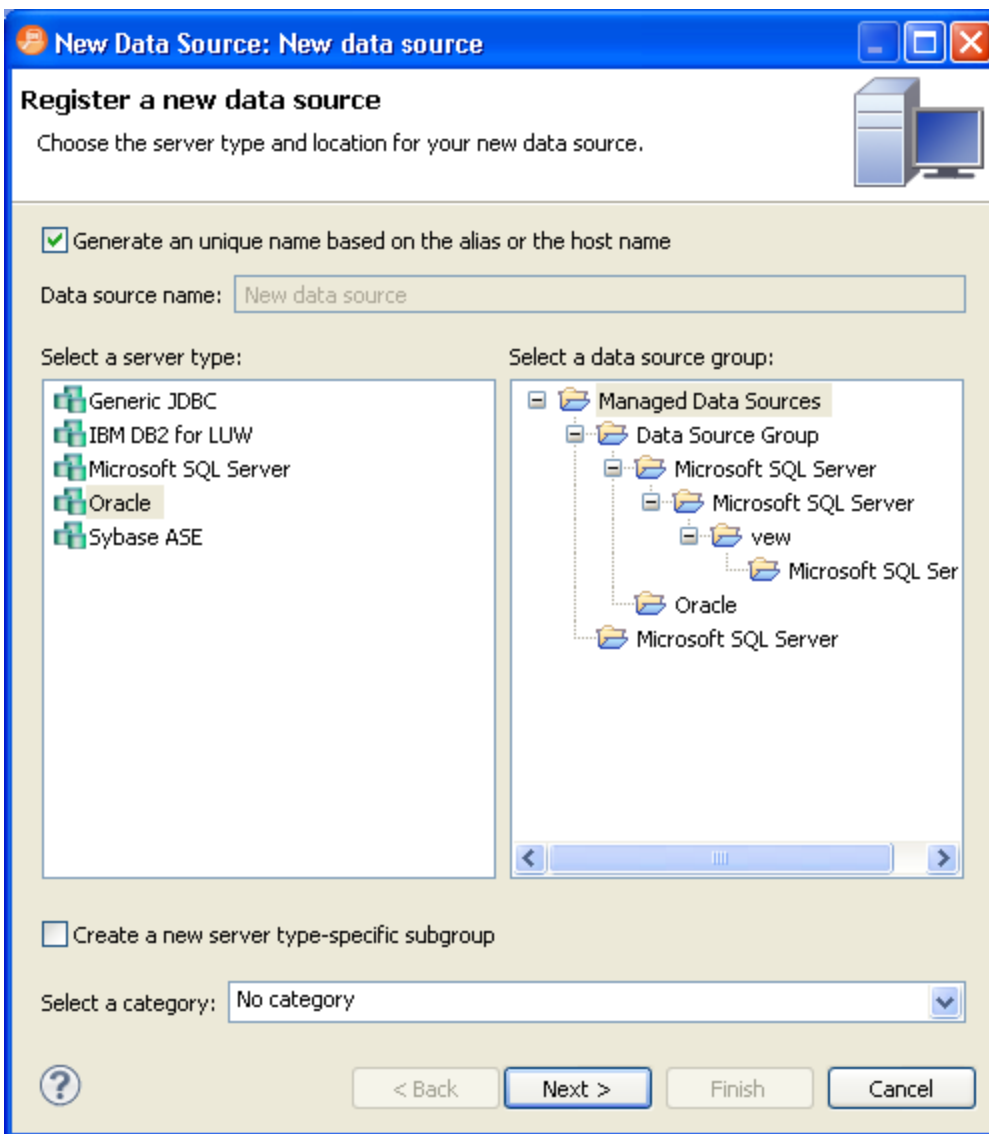 New Data Source: New data source
Register a new data source
Choose the server type and location for your new data source.
Generate an unique name based on the alias or the host name
Data source name: New data source
Select a server type:
Generic JDBC
IBM DB2 for LUW
Microsoft SQL Server
Oracle
Sybase ASE
Select a data source group:
Managed Data Sources
Data Source Group
Microsoft SQL Server
Microsoft SQL Server
vew
Microsoft SQL Ser
Oracle
Microsoft SQL Server
Create a new server type-specific subgroup
Select a category: No category
? < Back Next > Finish Cancel